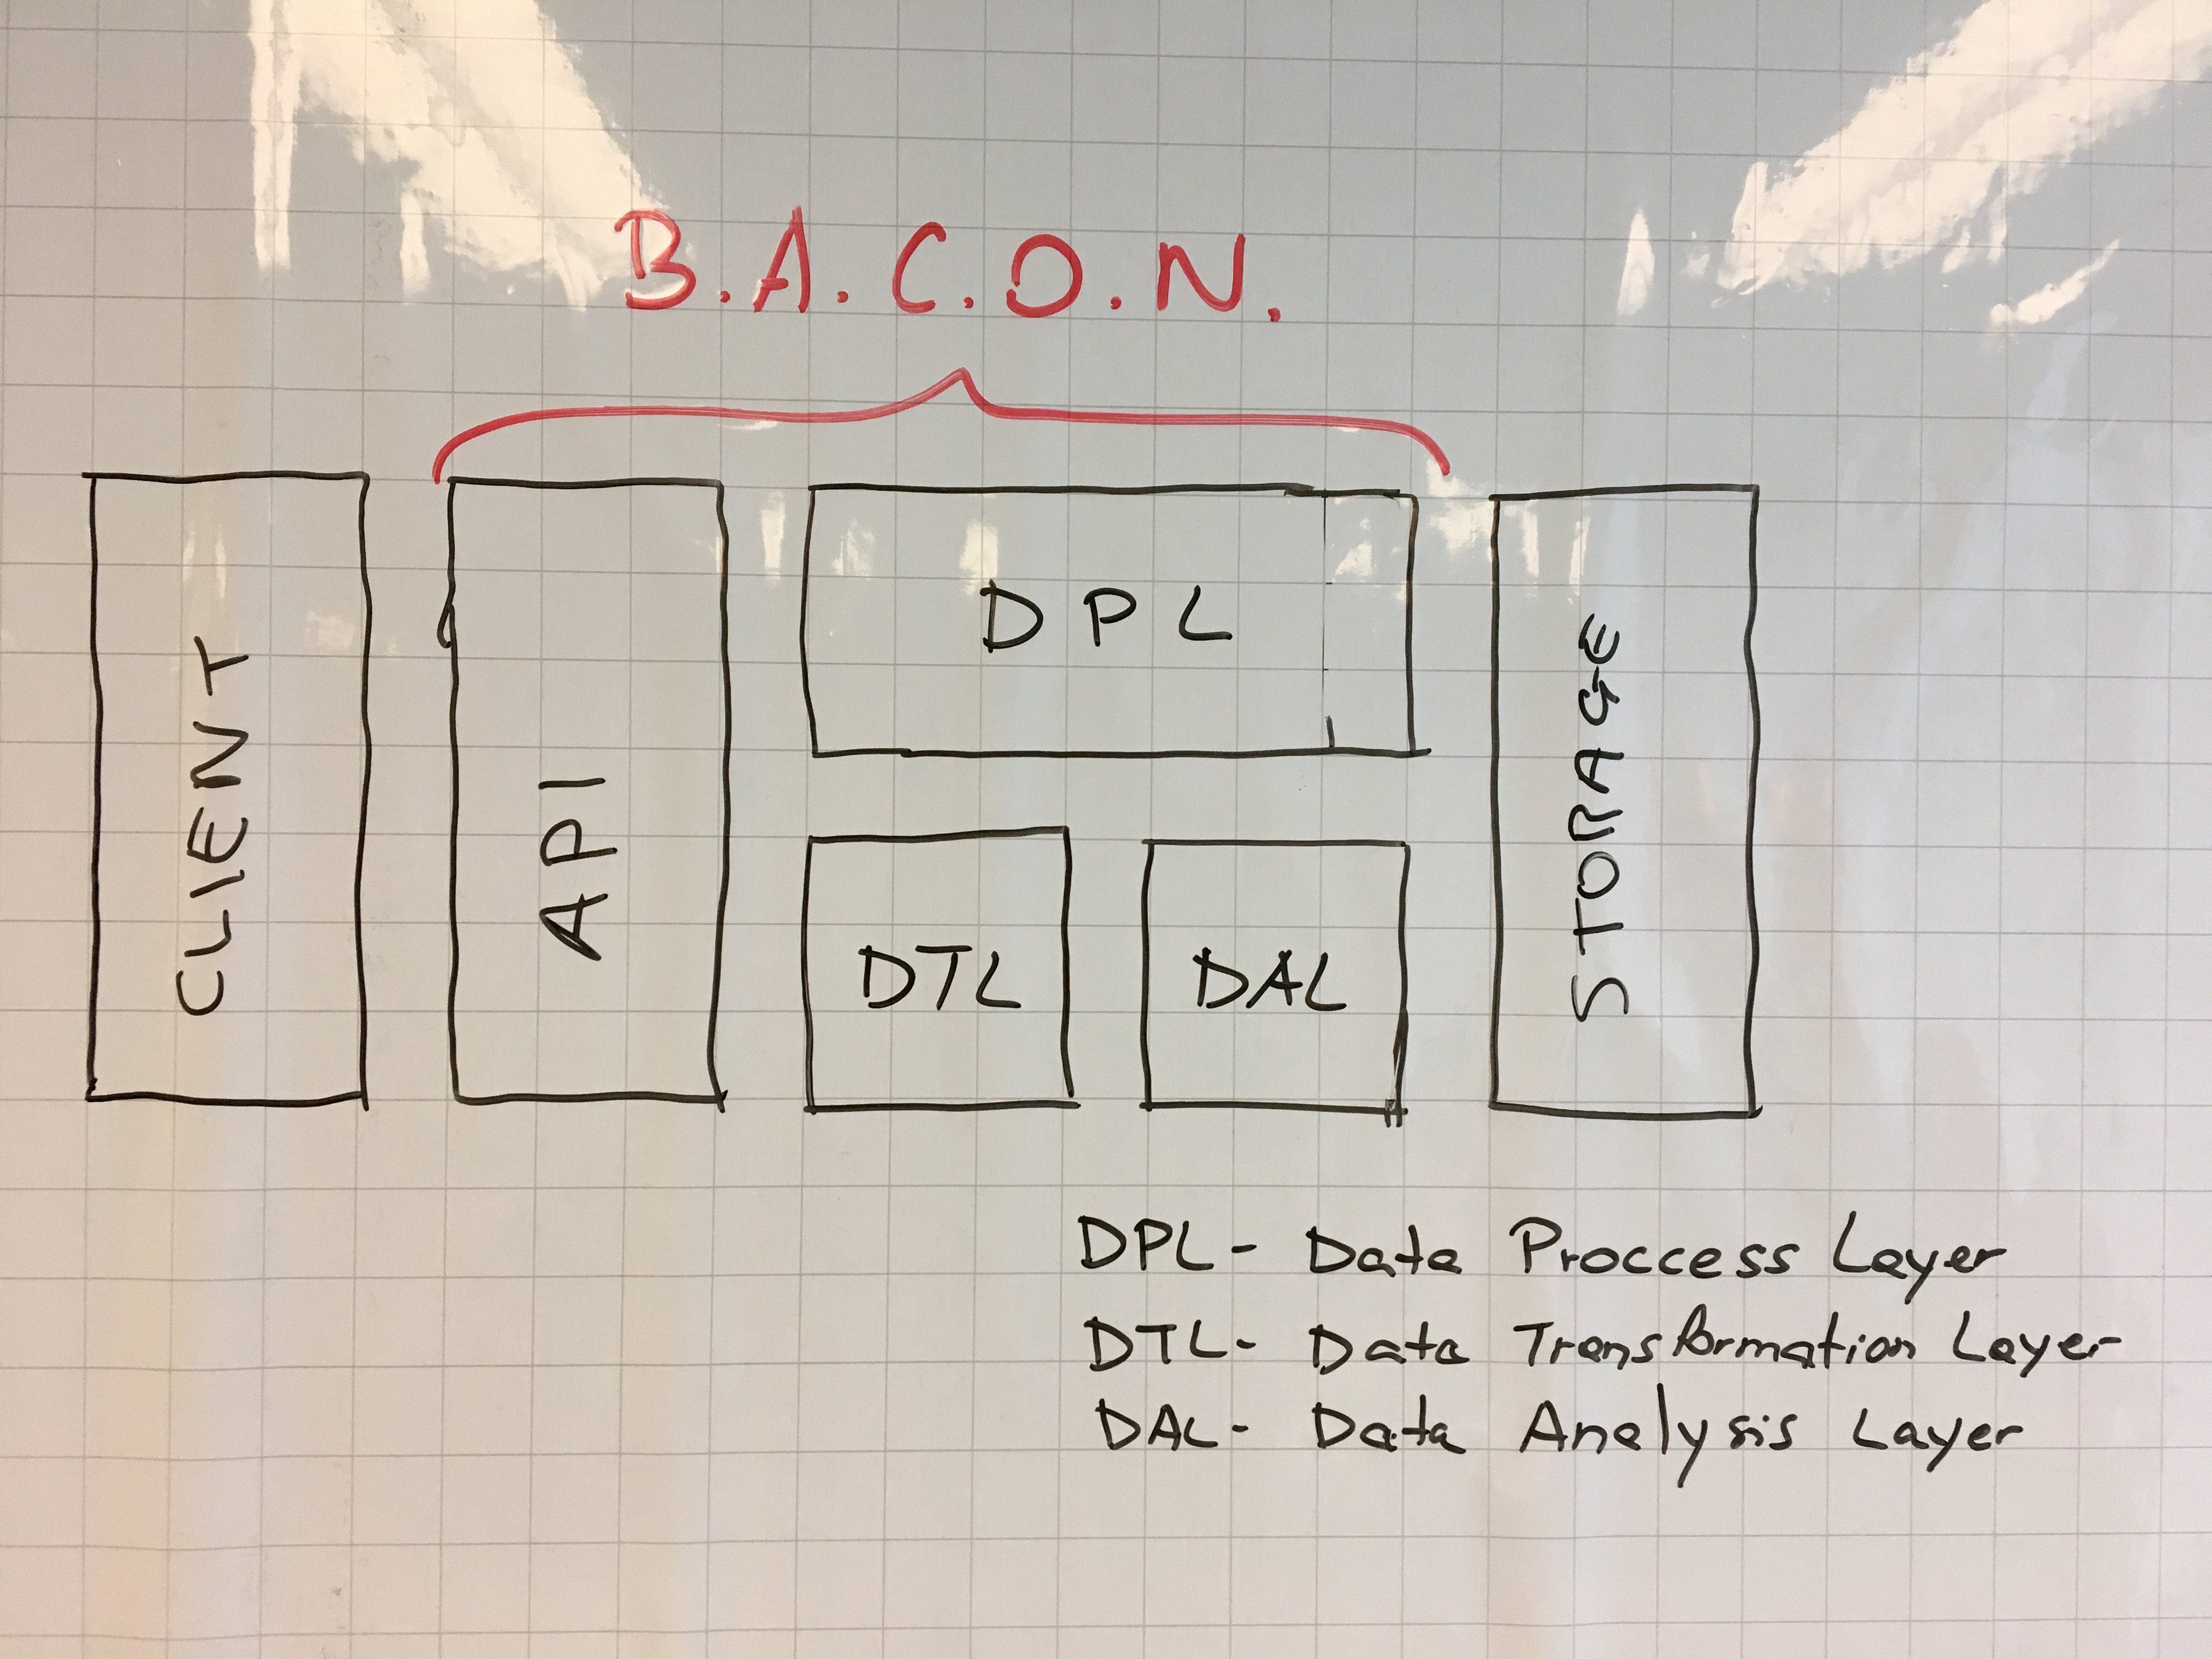 B.A.C.O.N.
CLIENT
API
DPL
DTL
DAL
STORAGE
DPL- Data Proccess Layer
DTL- Data Transformation Layer
DAL- Data Analysis Layer